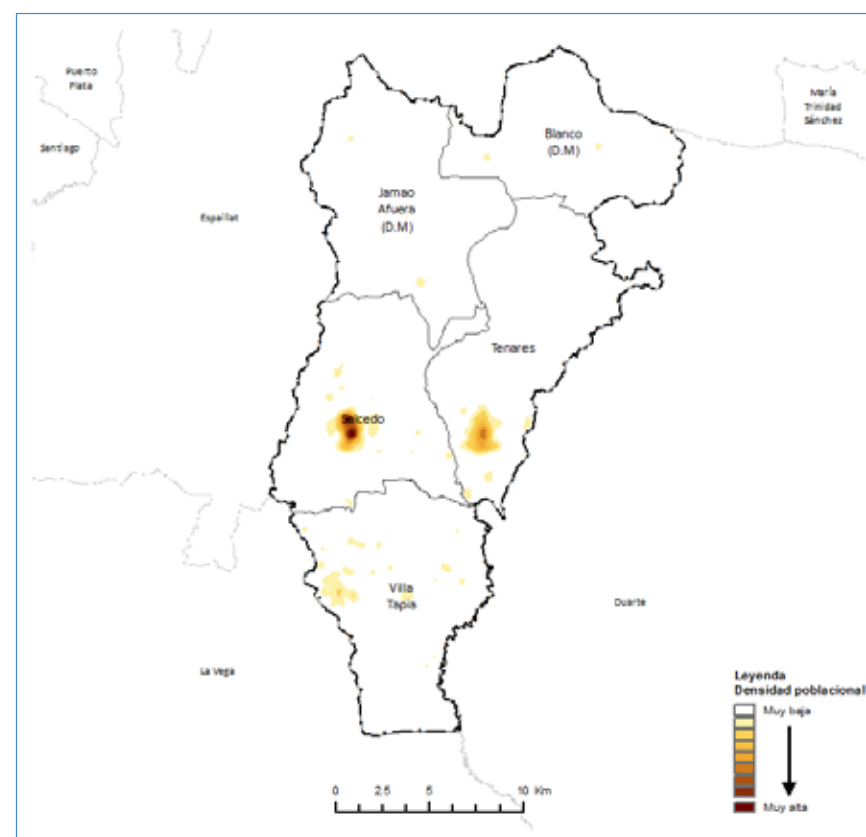 Puerto
Plata
Santiago
María
Trinidad
Sánchez
Blanco
(D.M)
Jamao
Afuera
(D.M)
Espaillat
Tenares
Salcedo
Villa
Tapia
Duarte
La Vega
Leyenda
Densidad poblacional
Muy baja
Muy alta
0 2.5 5 10 Km